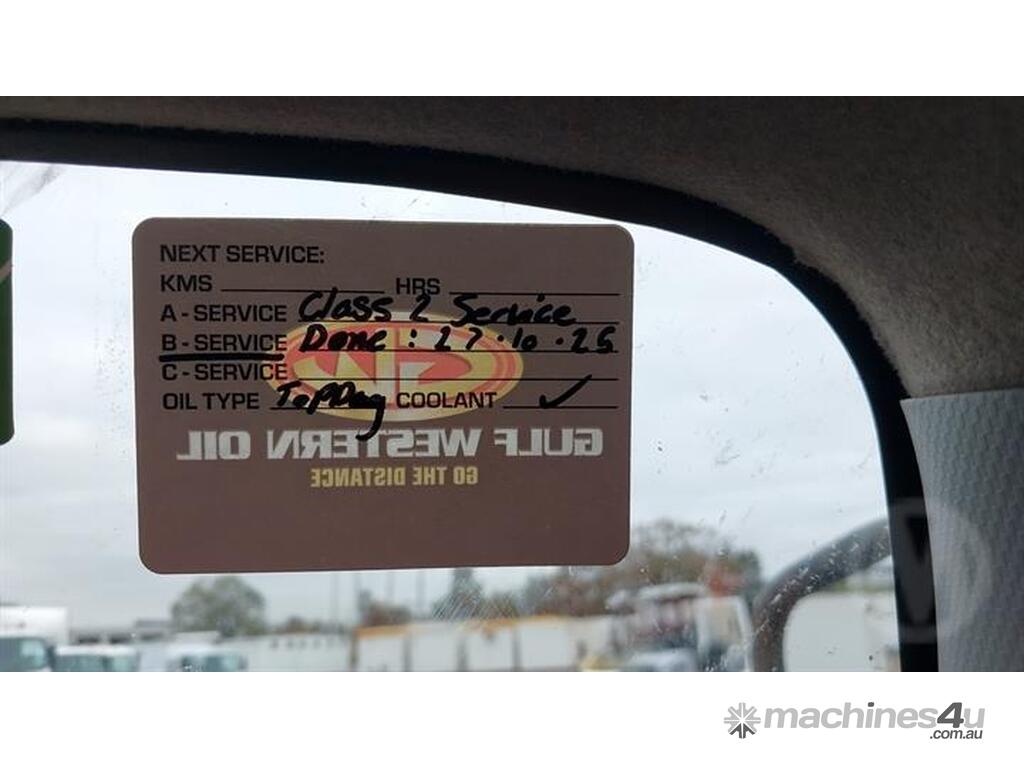 NEXT SERVICE:
KMS HRS
A - SERVICE Class 2 Service
B - SERVICE Done : 27.10.25
C - SERVICE
OIL TYPE TopDog COOLANT ✓
GULF WESTERN OIL
GO THE DISTANCE
machines4u
.com.au